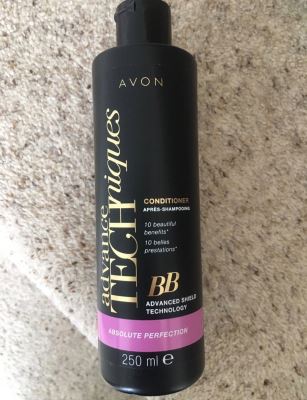 AVON
advance
TECHniques
CONDITIONER
APRÈS-SHAMPOOING
10 beautiful
benefits*
10 belles
prestations*
BB
ADVANCED SHIELD
TECHNOLOGY
ABSOLUTE PERFECTION
250 ml ℮